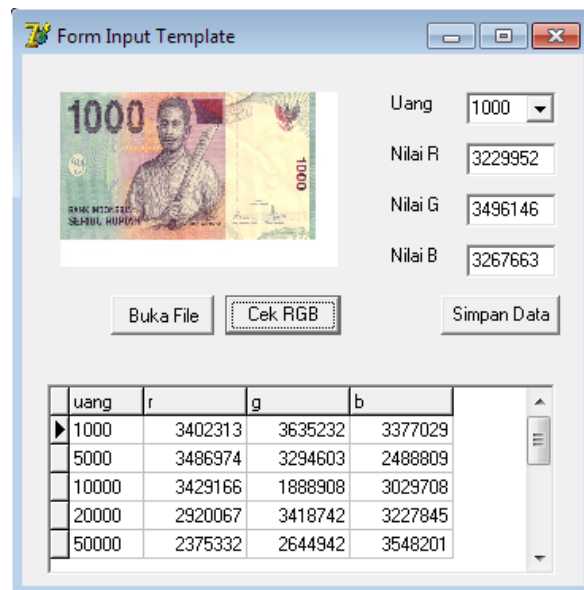 Form Input Template
1000
1000
BANK INDONESIA
SERIBU RUPIAH
Uang 1000
Nilai R 3229952
Nilai G 3496146
Nilai B 3267663
Buka File Cek RGB Simpan Data
uang r g b
1000 3402313 3635232 3377029
5000 3486974 3294603 2488809
10000 3429166 1888908 3029708
20000 2920067 3418742 3227845
50000 2375332 2644942 3548201